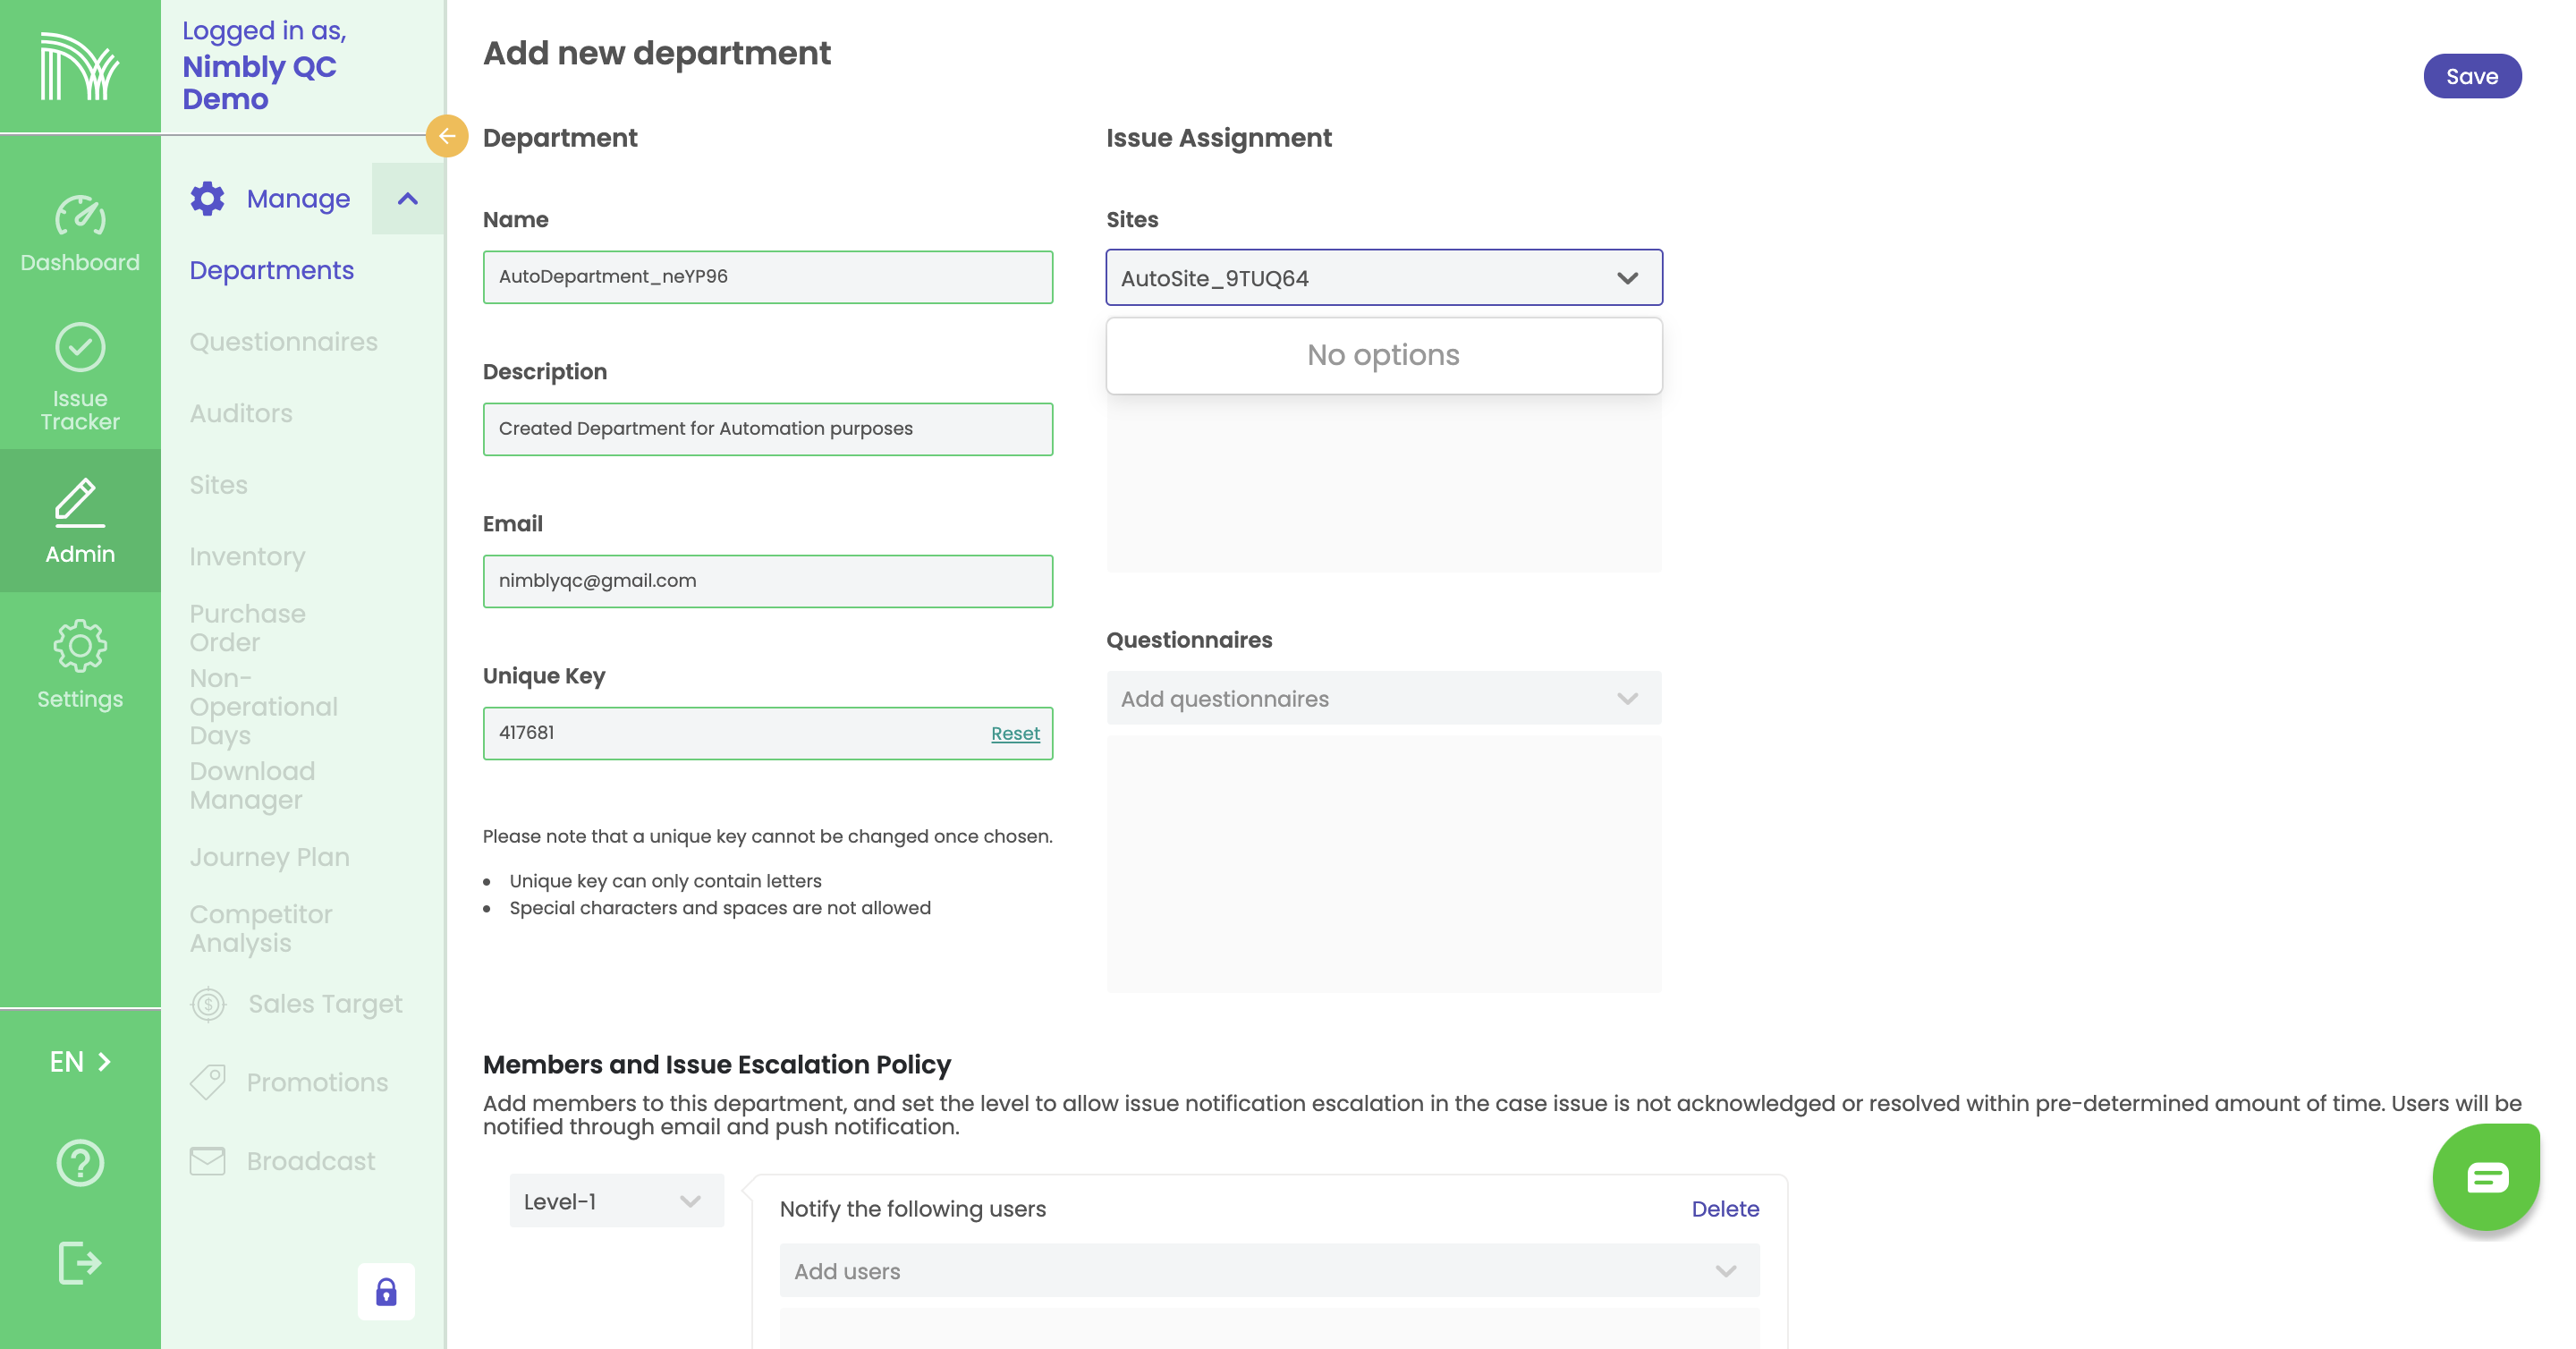 Logged in as,
Nimbly QC
Demo
Dashboard
Issue
Tracker
Admin
Settings
EN
Manage
Departments
Questionnaires
Auditors
Sites
Inventory
Purchase
Order
Non-
Operational
Days
Download
Manager
Journey Plan
Competitor
Analysis
Sales Target
Promotions
Broadcast
Add new department
Save
Department
Name
AutoDepartment_neYP96
Description
Created Department for Automation purposes
Email
nimblyqc@gmail.com
Unique Key
417681
Reset
Please note that a unique key cannot be changed once chosen.
• Unique key can only contain letters
• Special characters and spaces are not allowed
Issue Assignment
Sites
AutoSite_9TUQ64
No options
Questionnaires
Add questionnaires
Members and Issue Escalation Policy
Add members to this department, and set the level to allow issue notification escalation in the case issue is not acknowledged or resolved within pre-determined amount of time. Users will be
notified through email and push notification.
Level-1
Notify the following users
Delete
Add users